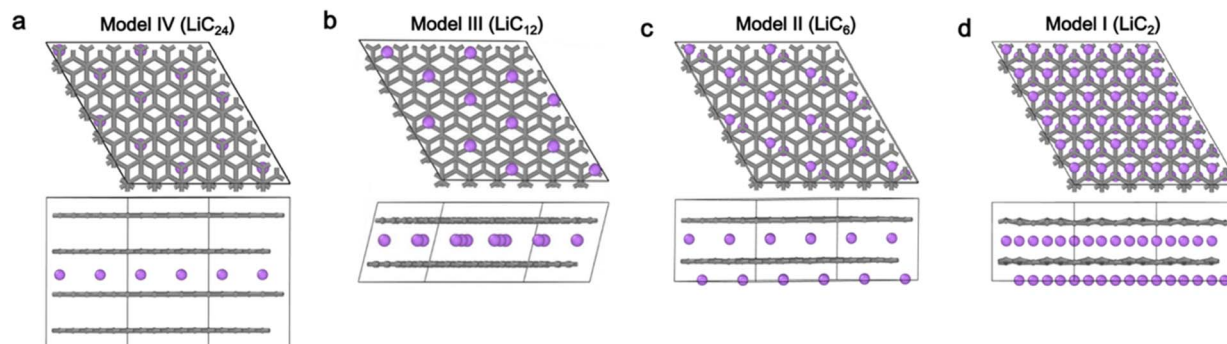 a
Model IV (LiC₂₄)
b
Model III (LiC₁₂)
c
Model II (LiC₆)
d
Model I (LiC₂)